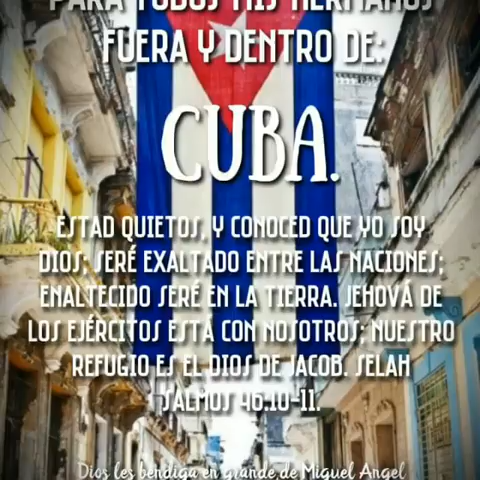 PARA TODOS MIS HERMANOS
FUERA Y DENTRO DE:
CUBA.
ESTAD QUIETOS, Y CONOCED QUE YO SOY
DIOS; SERÉ EXALTADO ENTRE LAS NACIONES;
ENALTECIDO SERÉ EN LA TIERRA. JEHOVÁ DE
LOS EJÉRCITOS ESTÁ CON NOSOTROS; NUESTRO
REFUGIO ES EL DIOS DE JACOB. SELAH
SALMOS 46:10-11.
Dios les bendiga en grande,de Miguel Angel